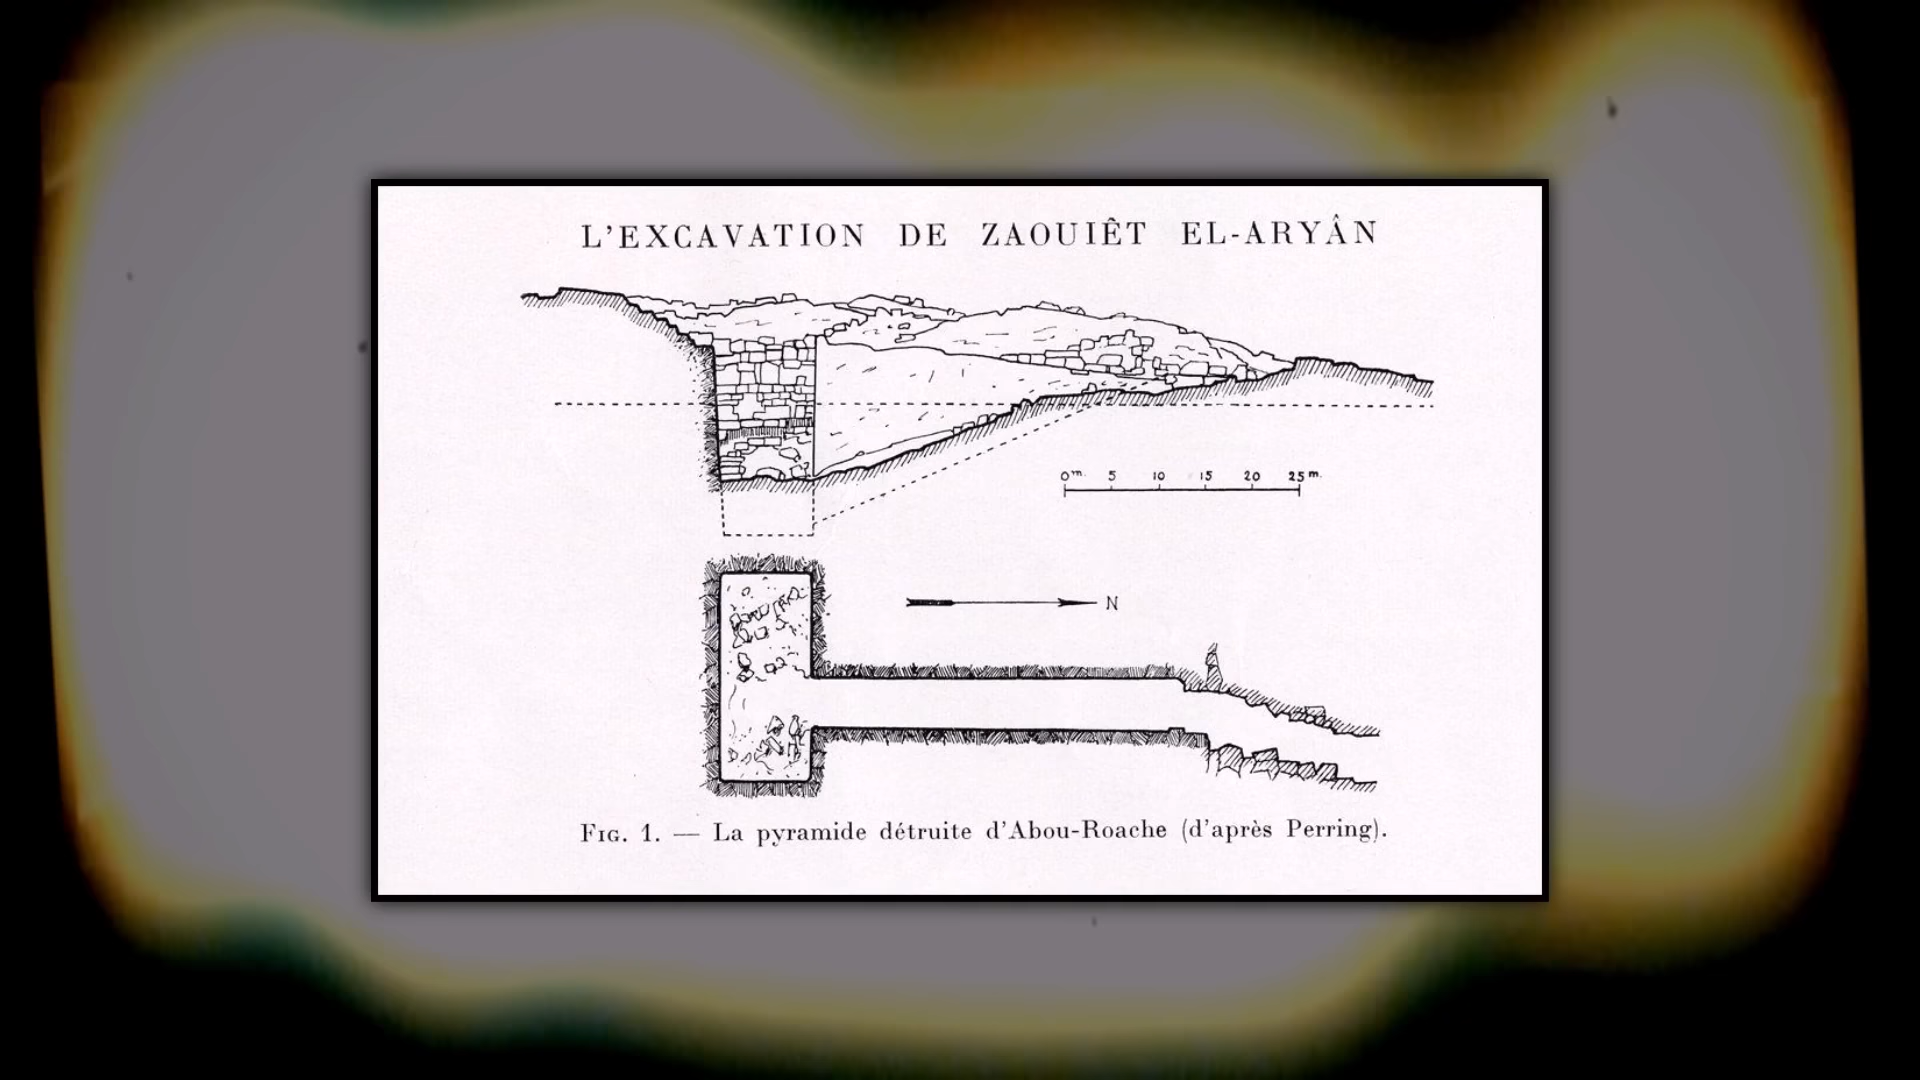 L'EXCAVATION DE ZAOUIÊT EL-ARYÂN
0m. 5 10 15 20 25m.
N
FIG. 1. — La pyramide détruite d'Abou-Roache (d'après Perring).